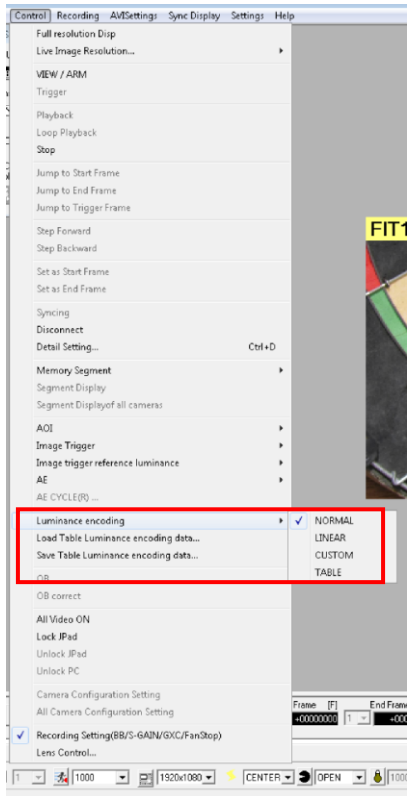 Control Recording AVISettings Sync Display Settings Help
Full resolution Disp
Live Image Resolution...
VIEW / ARM
Trigger
Playback
Loop Playback
Stop
Jump to Start Frame
Jump to End Frame
Jump to Trigger Frame
FIT1
Step Forward
Step Backward
Set as Start Frame
Set as End Frame
Syncing
Disconnect
Detail Setting... Ctrl+D
Memory Segment
Segment Display
Segment Displayof all cameras
AOI
Image Trigger
Image trigger reference luminance
AE
AE CYCLE(R) ...
Luminance encoding NORMAL
Load Table Luminance encoding data... LINEAR
Save Table Luminance encoding data... CUSTOM
TABLE
OB
OB correct
All Video ON
Lock JPad
Unlock JPad
Unlock PC
Camera Configuration Setting
All Camera Configuration Setting
Frame [F] End Frame
+00000000 1 +000
Recording Setting(BB/S-GAIN/GXC/FanStop)
Lens Control...
1 1000 1920x1080 CENTER OPEN 1000